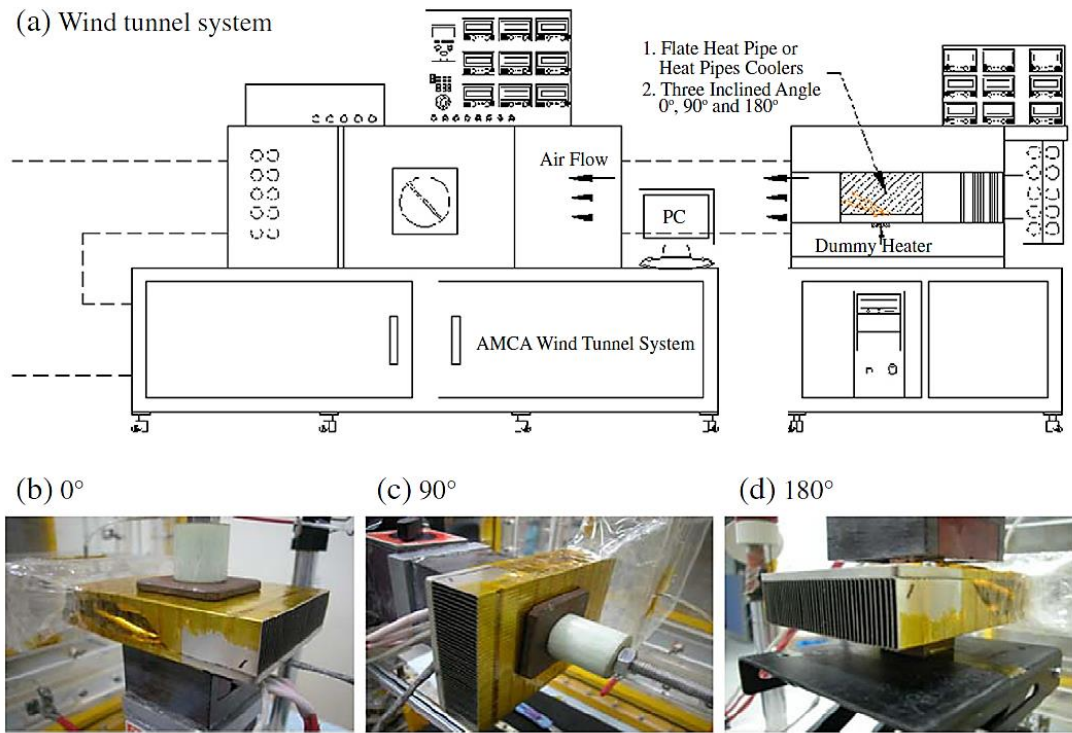 (a) Wind tunnel system
1. Flate Heat Pipe or
Heat Pipes Coolers
2. Three Inclined Angle
0°, 90° and 180°
Air Flow
PC
Dummy Heater
AMCA Wind Tunnel System
(b) 0°
(c) 90°
(d) 180°